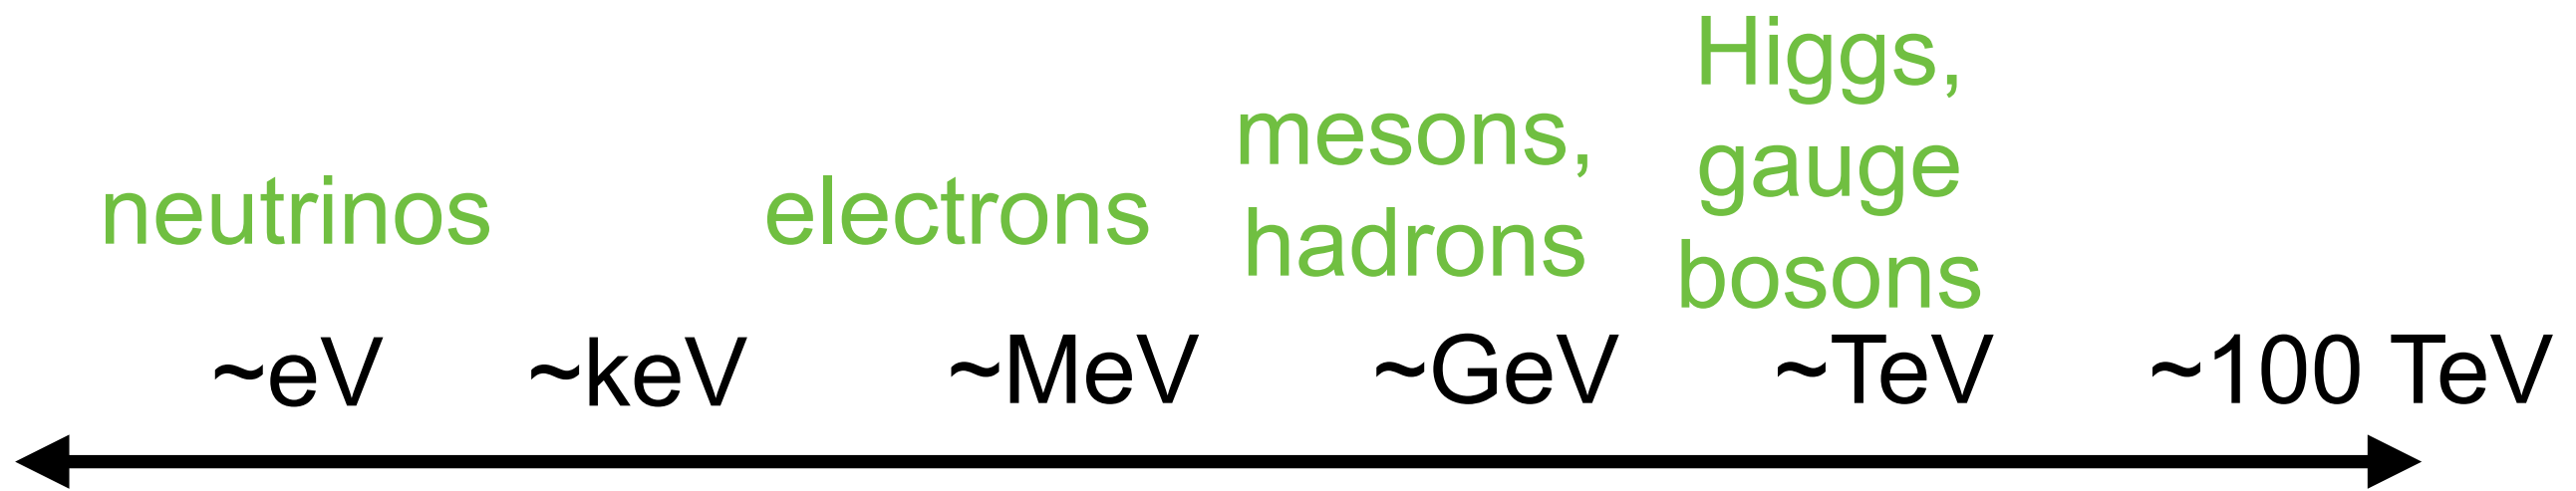 neutrinos
electrons
mesons,
hadrons
Higgs,
gauge
bosons
~eV
~keV
~MeV
~GeV
~TeV
~100 TeV